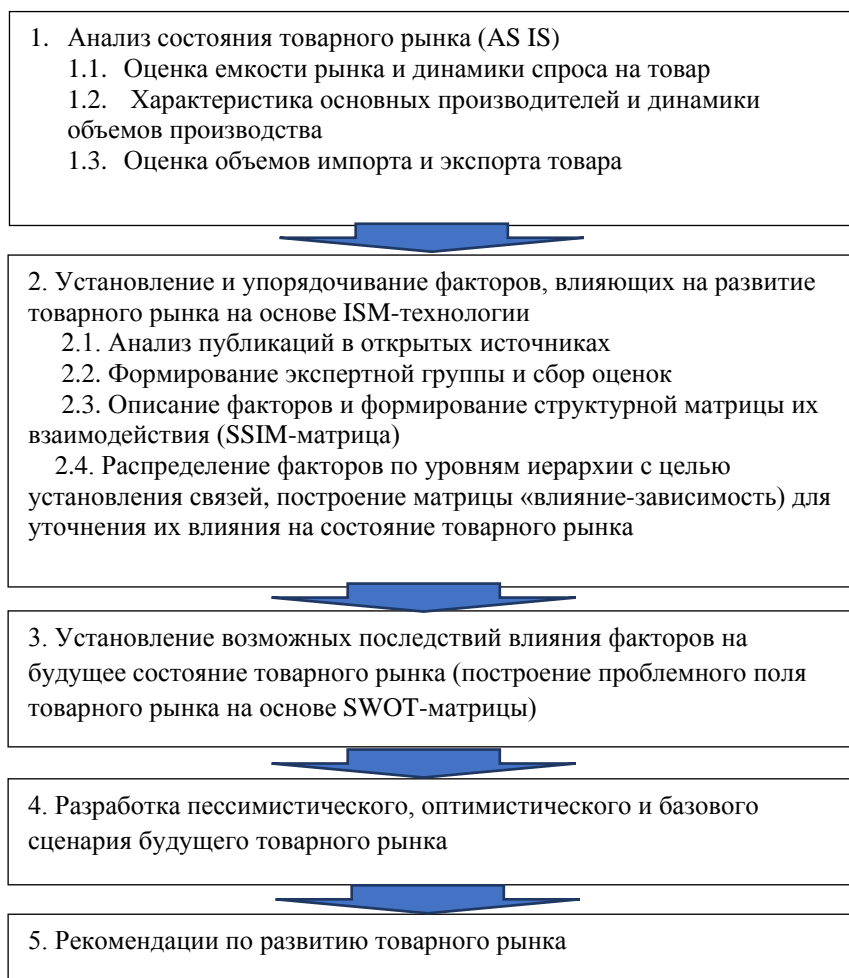 1. Анализ состояния товарного рынка (AS IS)
1.1. Оценка емкости рынка и динамики спроса на товар
1.2. Характеристика основных производителей и динамики
объемов производства
1.3. Оценка объемов импорта и экспорта товара
2. Установление и упорядочивание факторов, влияющих на развитие
товарного рынка на основе ISM-технологии
2.1. Анализ публикаций в открытых источниках
2.2. Формирование экспертной группы и сбор оценок
2.3. Описание факторов и формирование структурной матрицы их
взаимодействия (SSIM-матрица)
2.4. Распределение факторов по уровням иерархии с целью
установления связей, построение матрицы «влияние-зависимость) для
уточнения их влияния на состояние товарного рынка
3. Установление возможных последствий влияния факторов на
будущее состояние товарного рынка (построение проблемного поля
товарного рынка на основе SWOT-матрицы)
4. Разработка пессимистического, оптимистического и базового
сценария будущего товарного рынка
5. Рекомендации по развитию товарного рынка